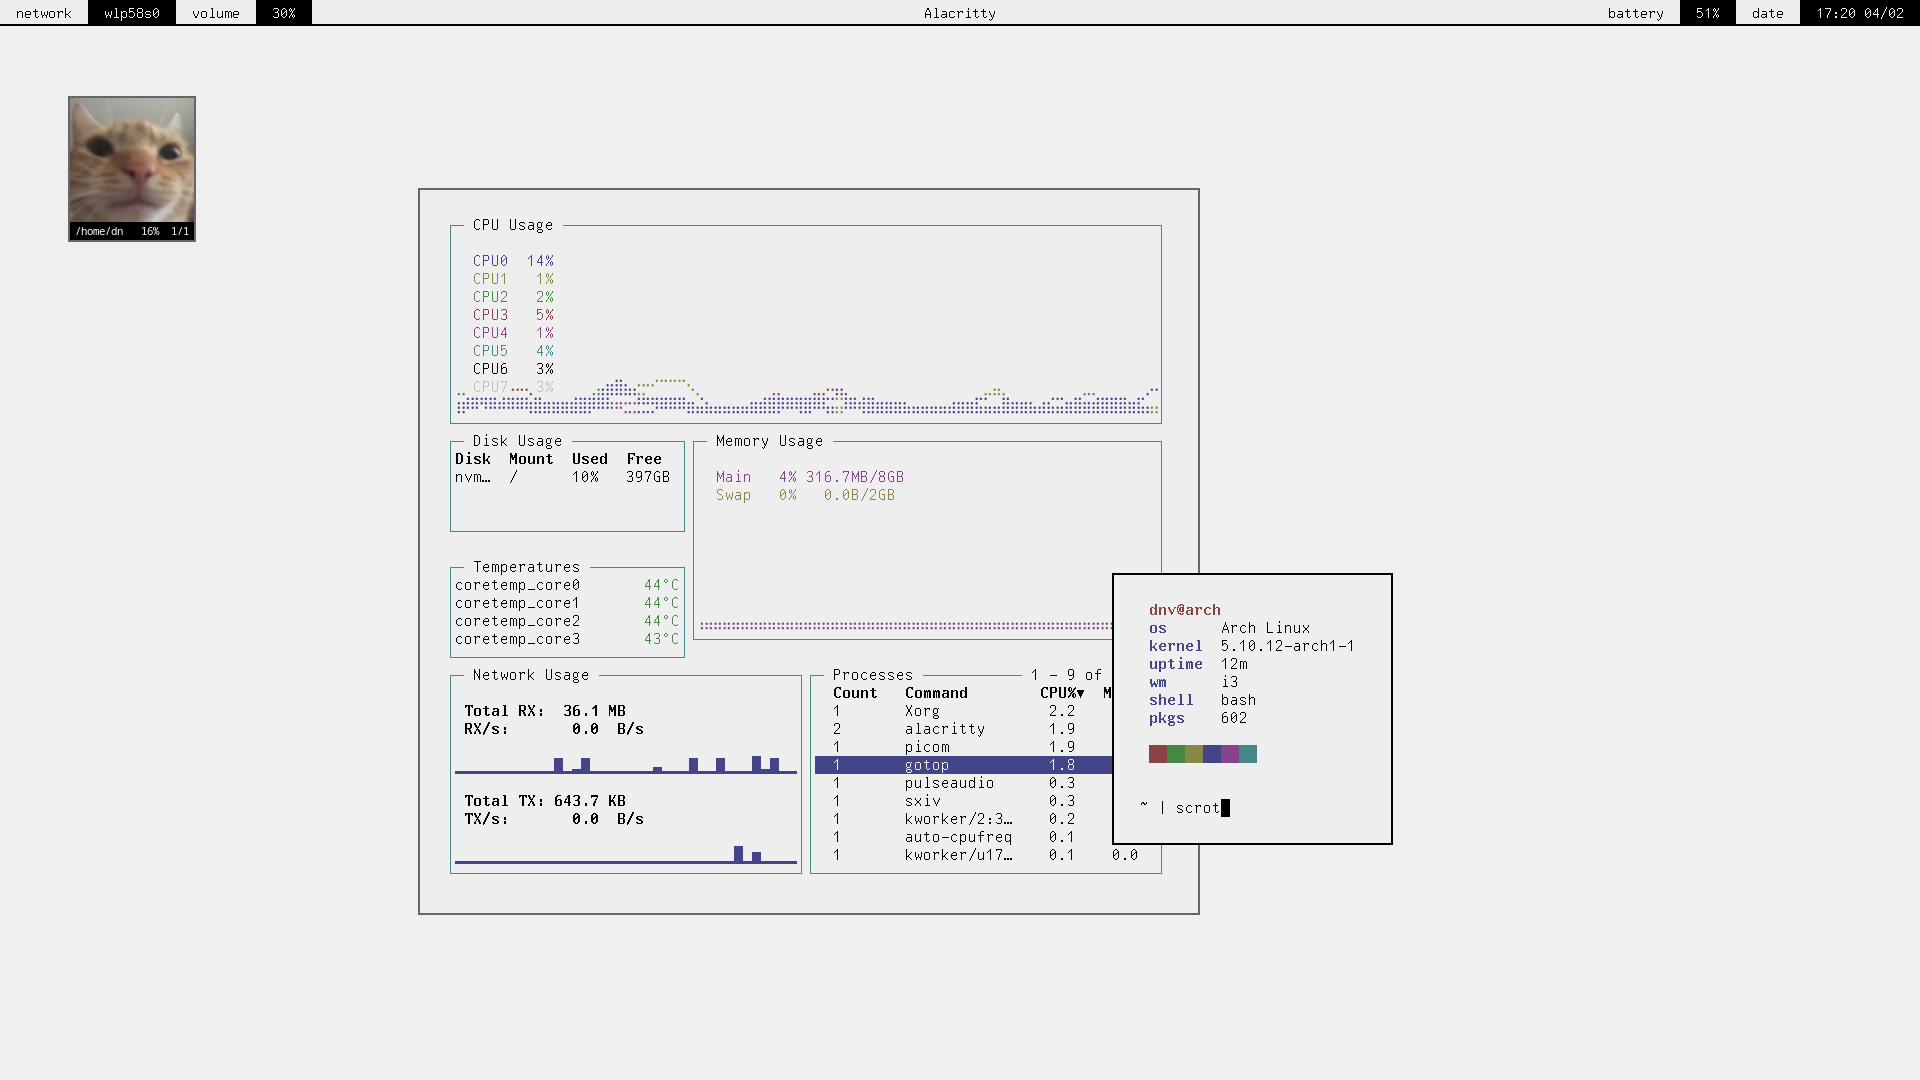 network wlp58s0 volume 30% Alacritty battery 51% date 17:20 04/02
/home/dn 16% 1/1
CPU Usage
CPU0 14%
CPU1 1%
CPU2 2%
CPU3 5%
CPU4 1%
CPU5 4%
CPU6 3%
CPU7 3%
Disk Usage
Disk Mount Used Free
nvm… / 10% 397GB
Memory Usage
Main 4% 316.7MB/8GB
Swap 0% 0.0B/2GB
Temperatures
coretemp_core0 44°C
coretemp_core1 44°C
coretemp_core2 44°C
coretemp_core3 43°C
Network Usage
Total RX: 36.1 MB
RX/s: 0.0 B/s
Total TX: 643.7 KB
TX/s: 0.0 B/s
Processes 1 - 9 of
Count Command CPU%▼ M
1 Xorg 2.2
2 alacritty 1.9
1 picom 1.9
1 gotop 1.8
1 pulseaudio 0.3
1 sxiv 0.3
1 kworker/2:3… 0.2
1 auto-cpufreq 0.1
1 kworker/u17… 0.1 0.0
dnv@arch
os Arch Linux
kernel 5.10.12-arch1-1
uptime 12m
wm i3
shell bash
pkgs 602
~ | scrot